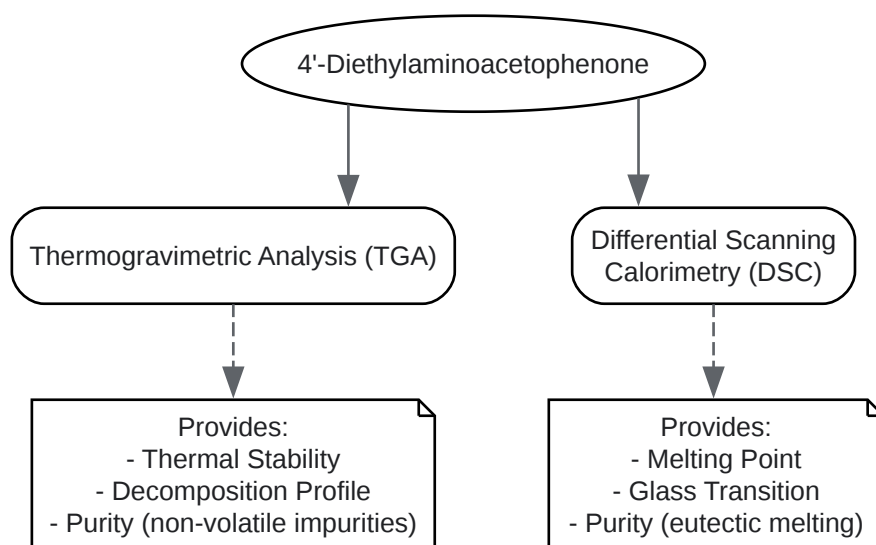 4'-Diethylaminoacetophenone
Thermogravimetric Analysis (TGA)
Differential Scanning
Calorimetry (DSC)
Provides:
- Thermal Stability
- Decomposition Profile
- Purity (non-volatile impurities)
Provides:
- Melting Point
- Glass Transition
- Purity (eutectic melting)